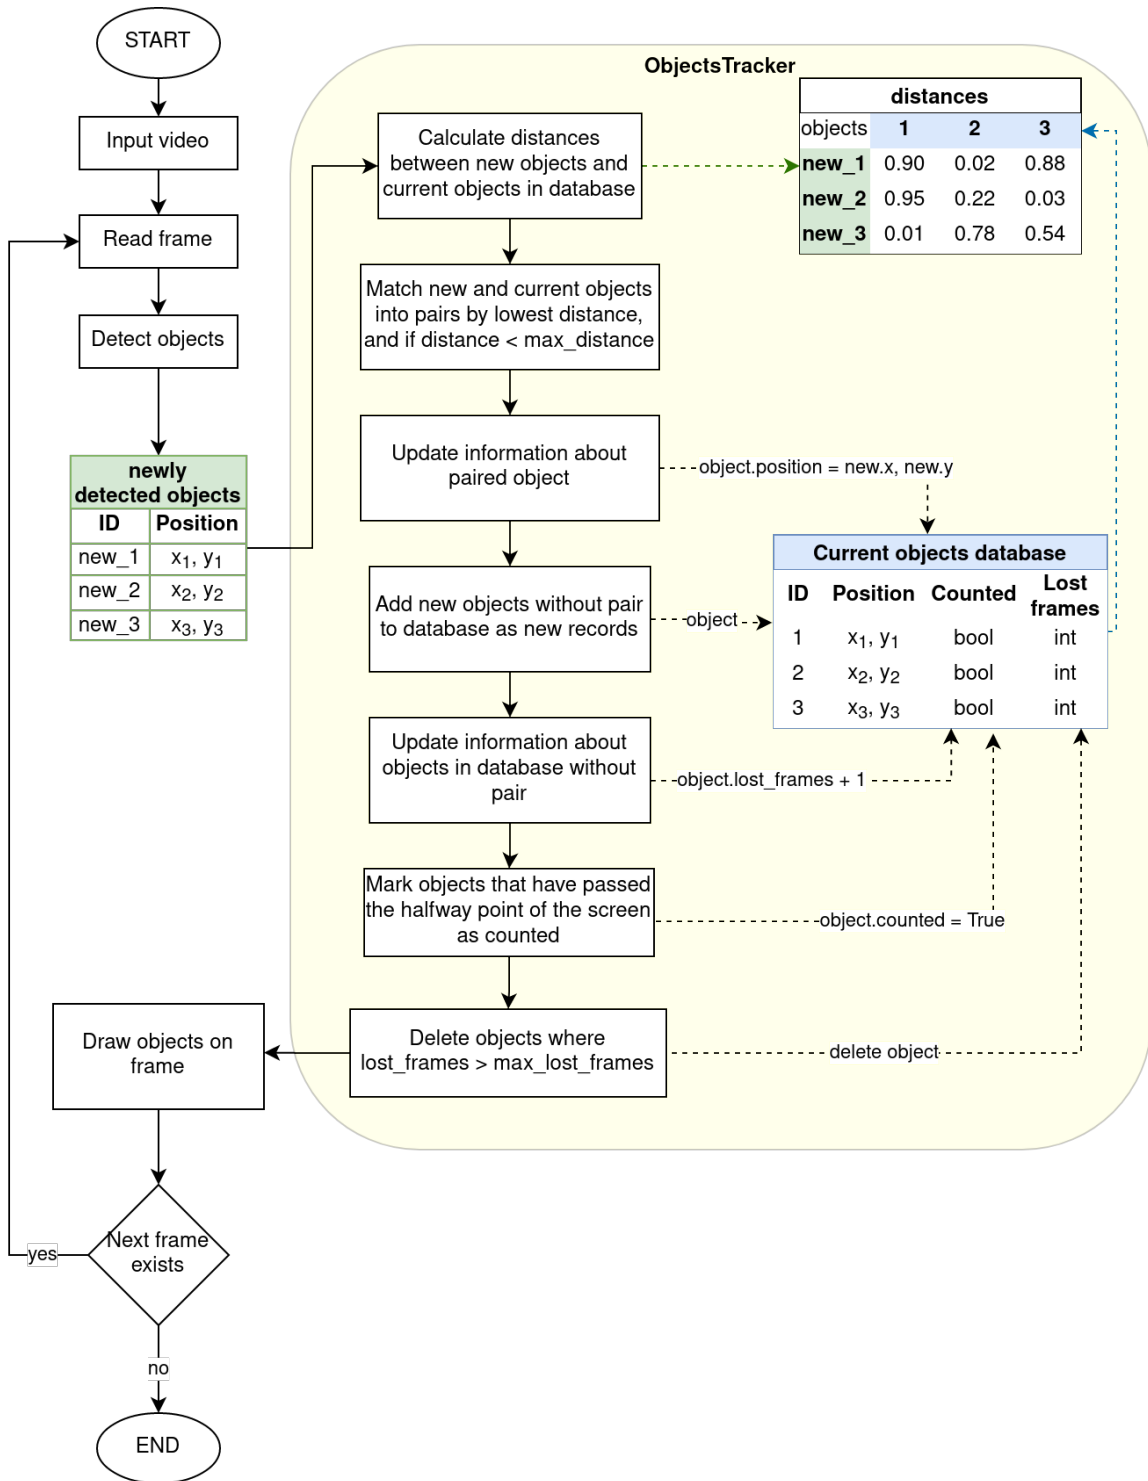 START
Input video
Read frame
Detect objects
newly
detected objects
ID Position
new_1 x1, y1
new_2 x2, y2
new_3 x3, y3
ObjectsTracker
Calculate distances
between new objects and
current objects in database
distances
objects 1 2 3
new_1 0.90 0.02 0.88
new_2 0.95 0.22 0.03
new_3 0.01 0.78 0.54
Match new and current objects
into pairs by lowest distance,
and if distance < max_distance
Update information about
paired object
object.position = new.x, new.y
Add new objects without pair
to database as new records
object
Current objects database
ID Position Counted Lost
frames
1 x1, y1 bool int
2 x2, y2 bool int
3 x3, y3 bool int
Update information about
objects in database without
pair
object.lost_frames + 1
Mark objects that have passed
the halfway point of the screen
as counted
object.counted = True
Delete objects where
lost_frames > max_lost_frames
delete object
Draw objects on
frame
Next frame
exists
yes
no
END